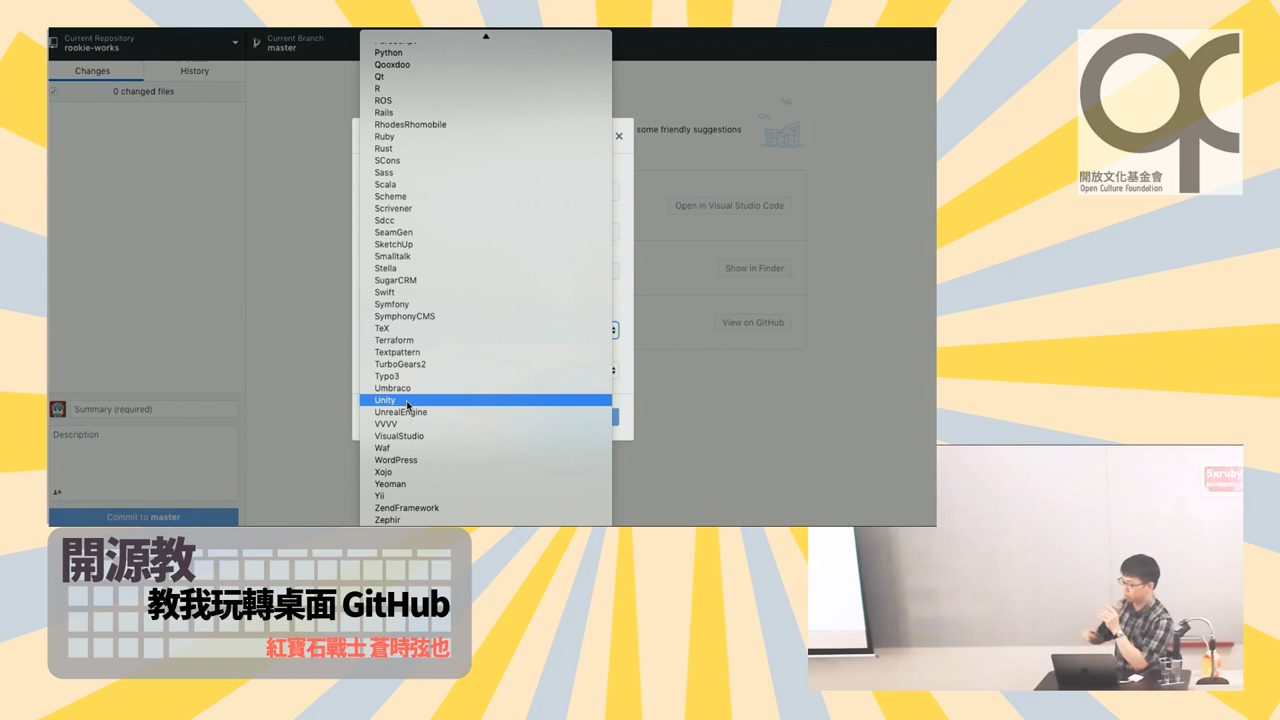 Current Repository
rookie-works
Current Branch
master
Changes
History
0 changed files
Python
Qooxdoo
Qt
R
ROS
Rails
RhodesRhomobile
Ruby
Rust
SCons
Sass
Scala
Scheme
Scrivener
Sdcc
SeamGen
SketchUp
Smalltalk
Stella
SugarCRM
Swift
Symfony
SymphonyCMS
TeX
Terraform
Textpattern
TurboGears2
Typo3
Umbraco
Unity
UnrealEngine
VVVV
VisualStudio
Waf
WordPress
Xojo
Yeoman
Yii
ZendFramework
Zephir
some friendly suggestions
Open in Visual Studio Code
Show in Finder
View on GitHub
Summary (required)
Description
Commit to master
開放文化基金會
Open Culture Foundation
5xruby
開源教
教我玩轉桌面 GitHub
紅寶石戰士 蒼時弦也